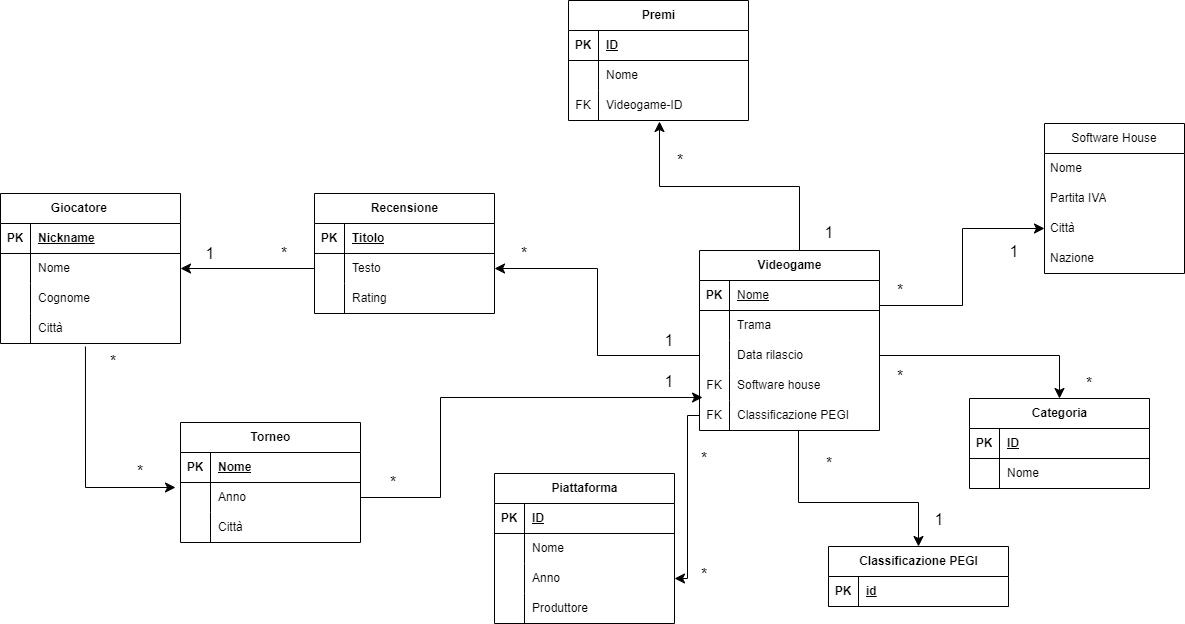 Premi
PK ID
Nome
FK Videogame-ID
*
1
Software House
Nome
Partita IVA
Città
Nazione
*
1
Giocatore
PK Nickname
Nome
Cognome
Città
1
*
Recensione
PK Titolo
Testo
Rating
*
1
Videogame
PK Nome
Trama
Data rilascio
FK Software house
FK Classificazione PEGI
*
*
Categoria
PK ID
Nome
*
*
Torneo
PK Nome
Anno
Città
*
1
*
*
Piattaforma
PK ID
Nome
Anno
Produttore
*
1
Classificazione PEGI
PK id